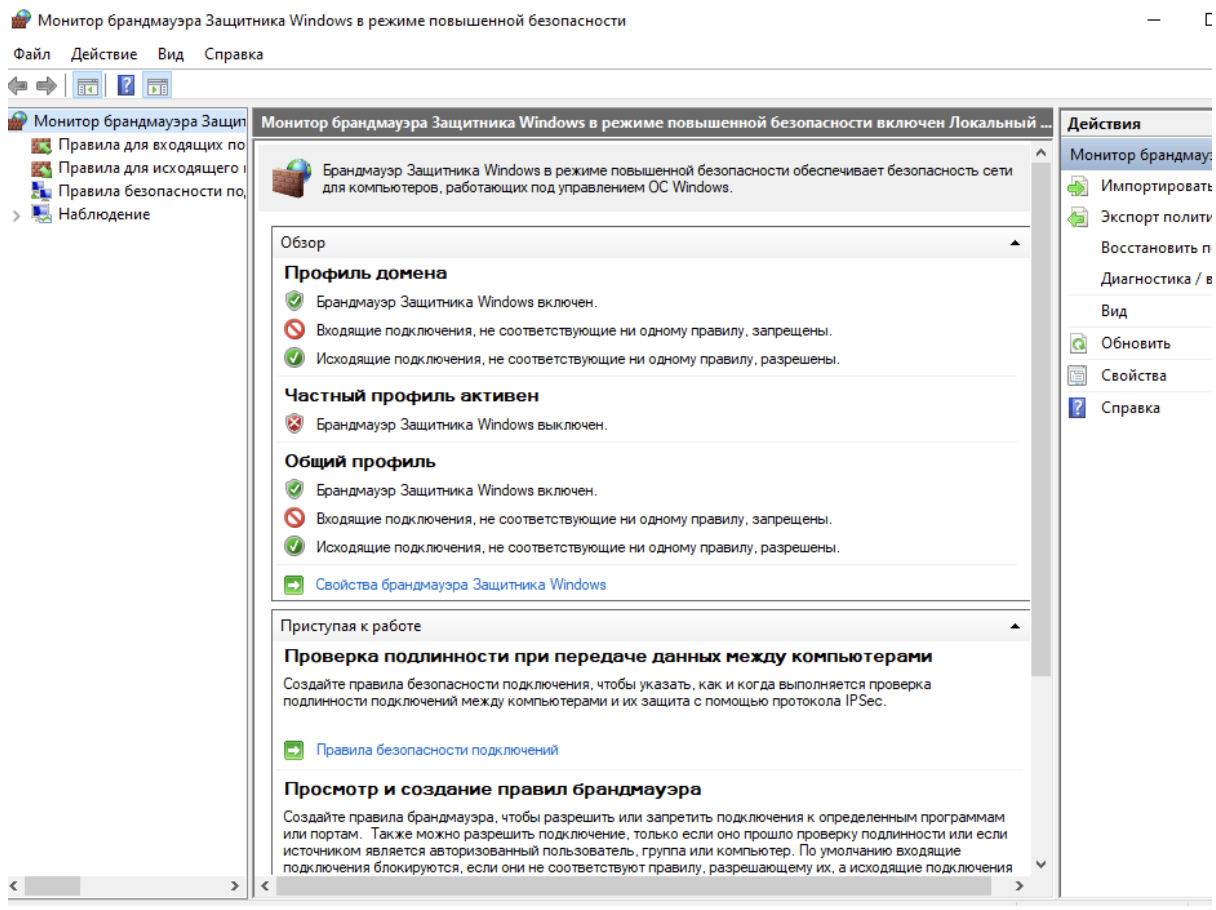 Монитор брандмауэра Защитника Windows в режиме повышенной безопасности
Файл Действие Вид Справка
Монитор брандмауэра Защит
Правила для входящих по
Правила для исходящего
Правила безопасности по
Наблюдение
Монитор брандмауэра Защитника Windows в режиме повышенной безопасности включен Локальный ...
Брандмауэр Защитника Windows в режиме повышенной безопасности обеспечивает безопасность сети
для компьютеров, работающих под управлением ОС Windows.
Обзор
Профиль домена
Брандмауэр Защитника Windows включен.
Входящие подключения, не соответствующие ни одному правилу, запрещены.
Исходящие подключения, не соответствующие ни одному правилу, разрешены.
Частный профиль активен
Брандмауэр Защитника Windows выключен.
Общий профиль
Брандмауэр Защитника Windows включен.
Входящие подключения, не соответствующие ни одному правилу, запрещены.
Исходящие подключения, не соответствующие ни одному правилу, разрешены.
Свойства брандмауэра Защитника Windows
Приступая к работе
Проверка подлинности при передаче данных между компьютерами
Создайте правила безопасности подключения, чтобы указать, как и когда выполняется проверка
подлинности подключений между компьютерами и их защита с помощью протокола IPSec.
Правила безопасности подключений
Просмотр и создание правил брандмауэра
Создайте правила брандмауэра, чтобы разрешить или запретить подключения к определенным программам
или портам. Также можно разрешить подключение, только если оно прошло проверку подлинности или если
источником является авторизованный пользователь, группа или компьютер. По умолчанию входящие
подключения блокируются, если они не соответствуют правилу, разрешающему их, а исходящие подключения
Действия
Монитор брандмауэ
Импортировать
Экспорт полити
Восстановить п
Диагностика / в
Вид
Обновить
Свойства
Справка